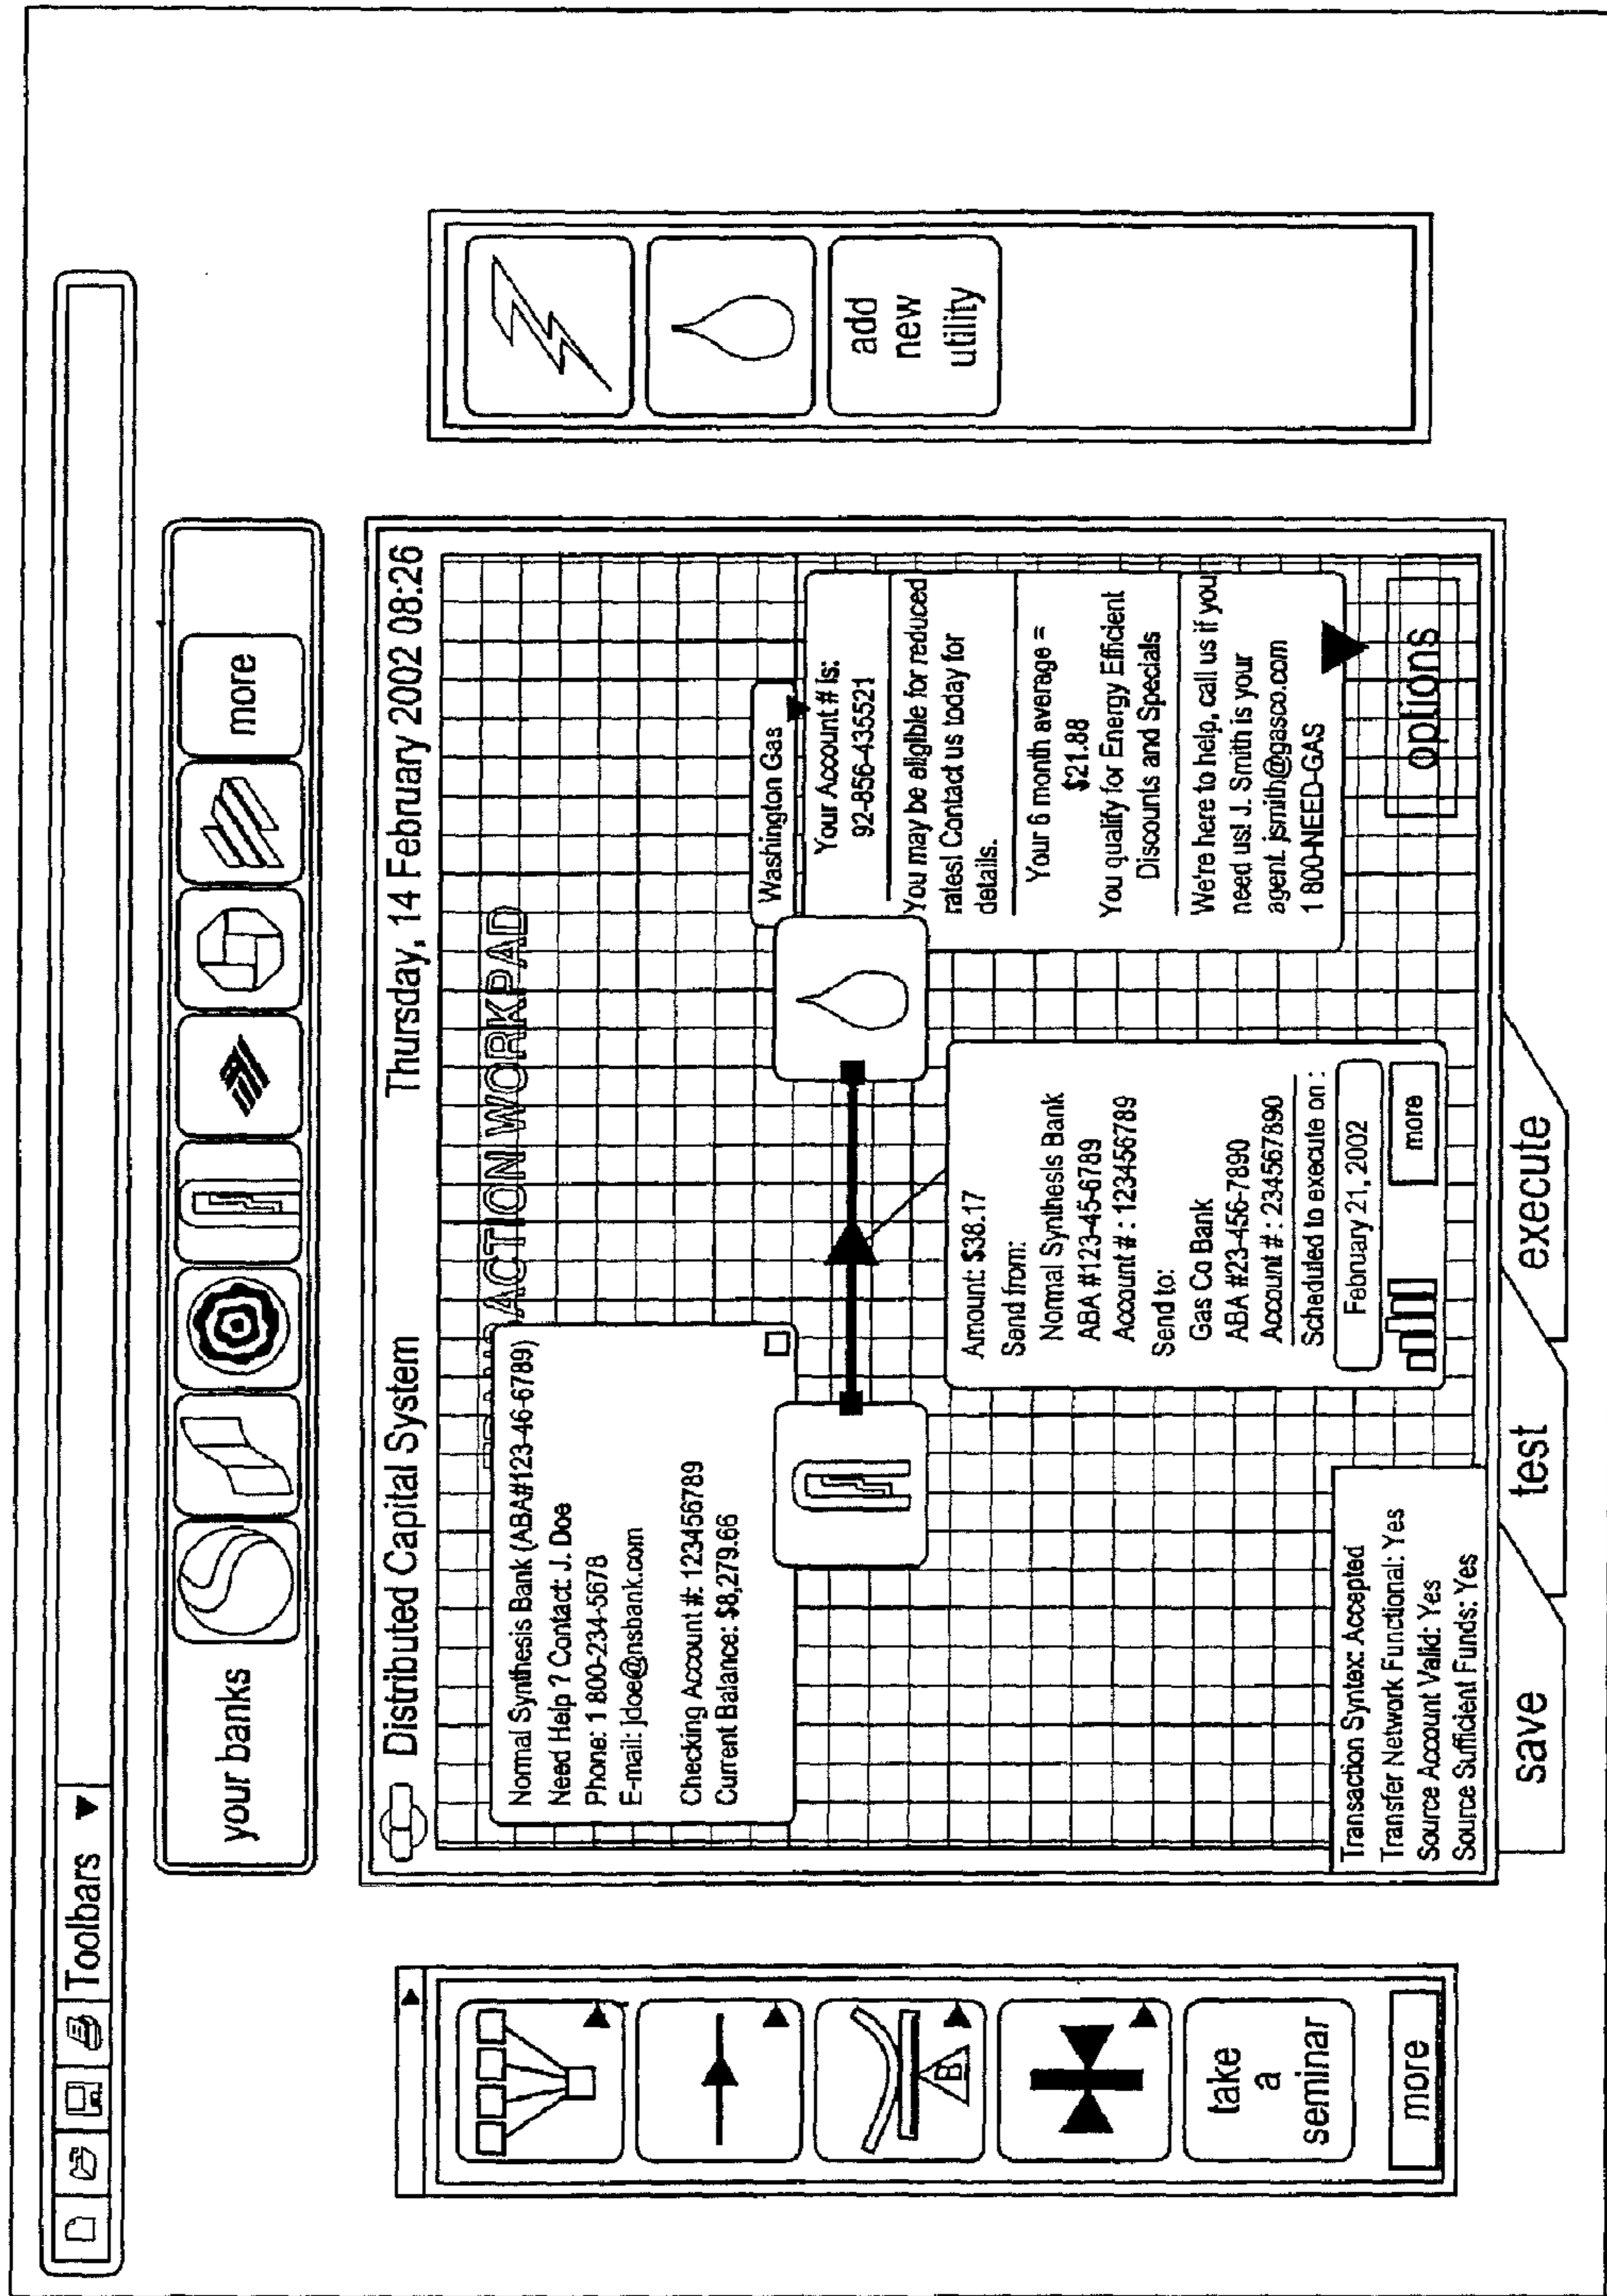 Toolbars
your banks
more
Distributed Capital System
Thursday, 14 February 2002 08:26
ACTION WORKPAD
Normal Synthesis Bank (ABA#123-46-6789)
Need Help ? Contact: J. Doe
Phone: 1 800-234-5678
E-mail: jdoe@nsbank.com
Checking Account #: 123456789
Current Balance: $8,279.66
Washington Gas
Your Account # is:
92-856-435521
You may be eligible for reduced
rates! Contact us today for
details.
Your 6 month average =
$21.88
You qualify for Energy Efficient
Discounts and Specials
We're here to help, call us if you
need us! J. Smith is your
agent. jsmith@gasco.com
1 800-NEED-GAS
options
Amount: $38.17
Send from:
Normal Synthesis Bank
ABA #123-45-6789
Account # : 123456789
Send to:
Gas Co Bank
ABA #23-456-7890
Account # : 234567890
Scheduled to execute on :
February 21, 2002
more
Transaction Syntex: Accepted
Transfer Network Functional: Yes
Source Account Valid: Yes
Source Sufficient Funds: Yes
save
test
execute
B
take
a
seminar
more
add
new
utility